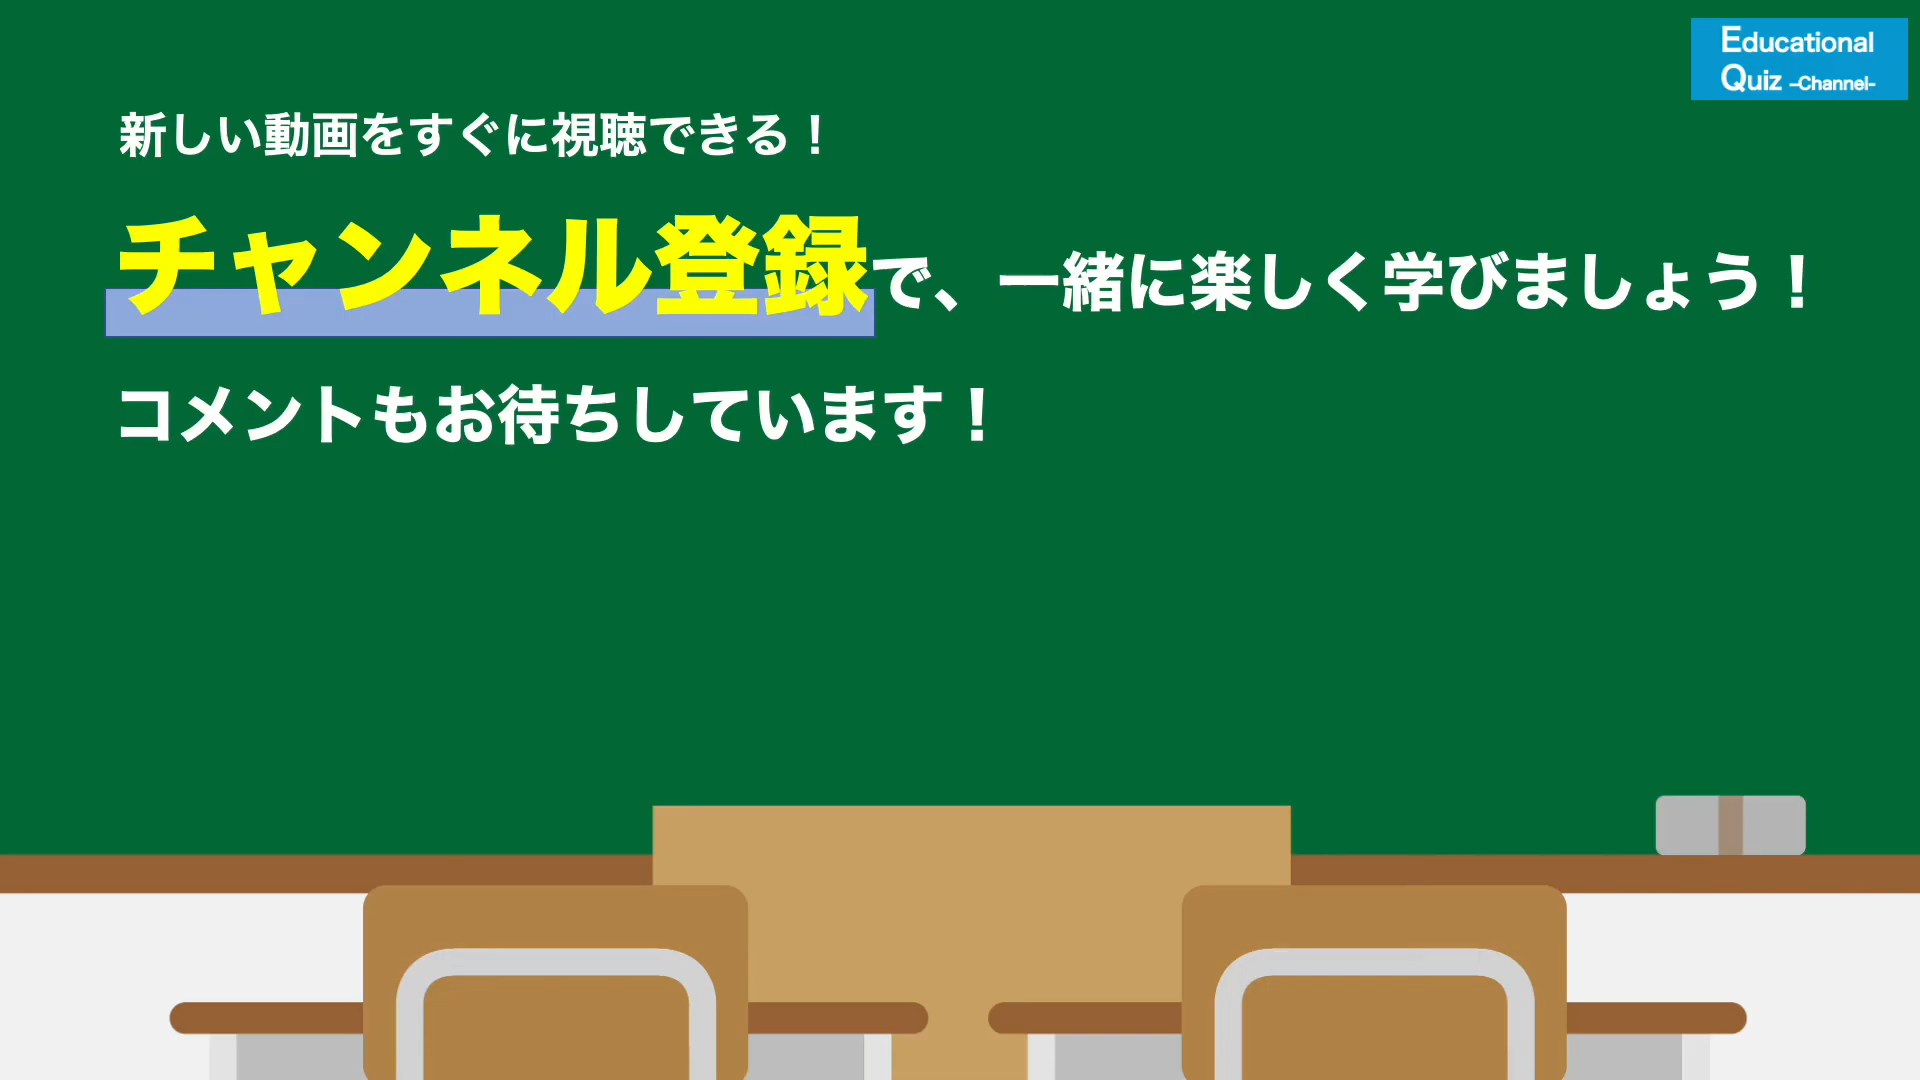 Educational
Quiz -Channel-
新しい動画をすぐに視聴できる！
チャンネル登録で、一緒に楽しく学びましょう！
コメントもお待ちしています！